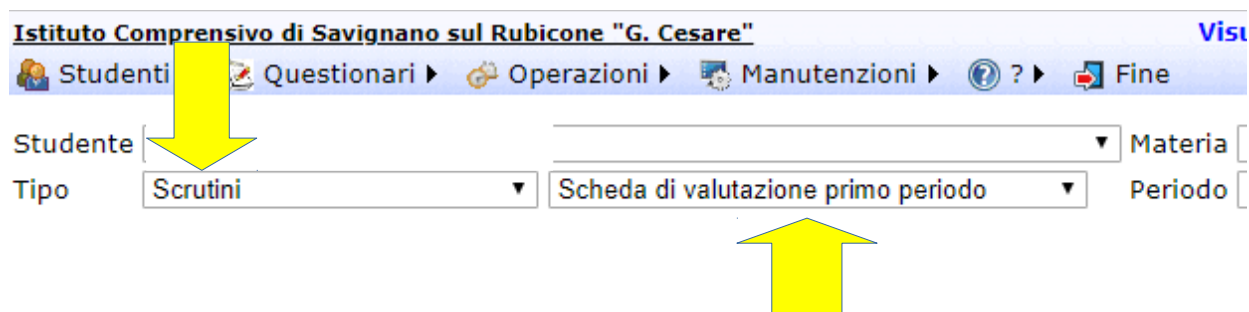 Istituto Comprensivo di Savignano sul Rubicone "G. Cesare"
Studenti Questionari Operazioni Manutenzioni ? Fine
Studente Materia
Tipo Scrutini Scheda di valutazione primo periodo Periodo